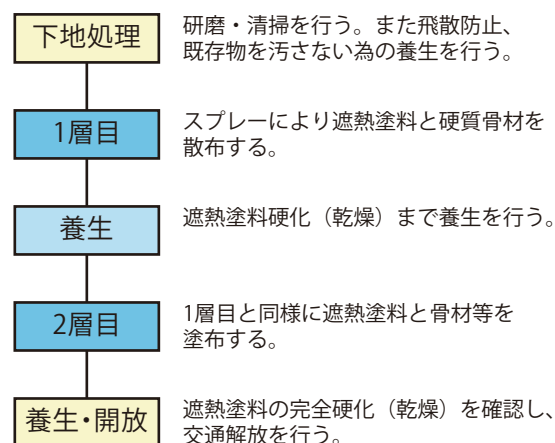 下地処理
研磨・清掃を行う。また飛散防止、
既存物を汚さない為の養生を行う。
1層目
スプレーにより遮熱塗料と硬質骨材を
散布する。
養生
遮熱塗料硬化（乾燥）まで養生を行う。
2層目
1層目と同様に遮熱塗料と骨材等を
塗布する。
養生・開放
遮熱塗料の完全硬化（乾燥）を確認し、
交通解放を行う。